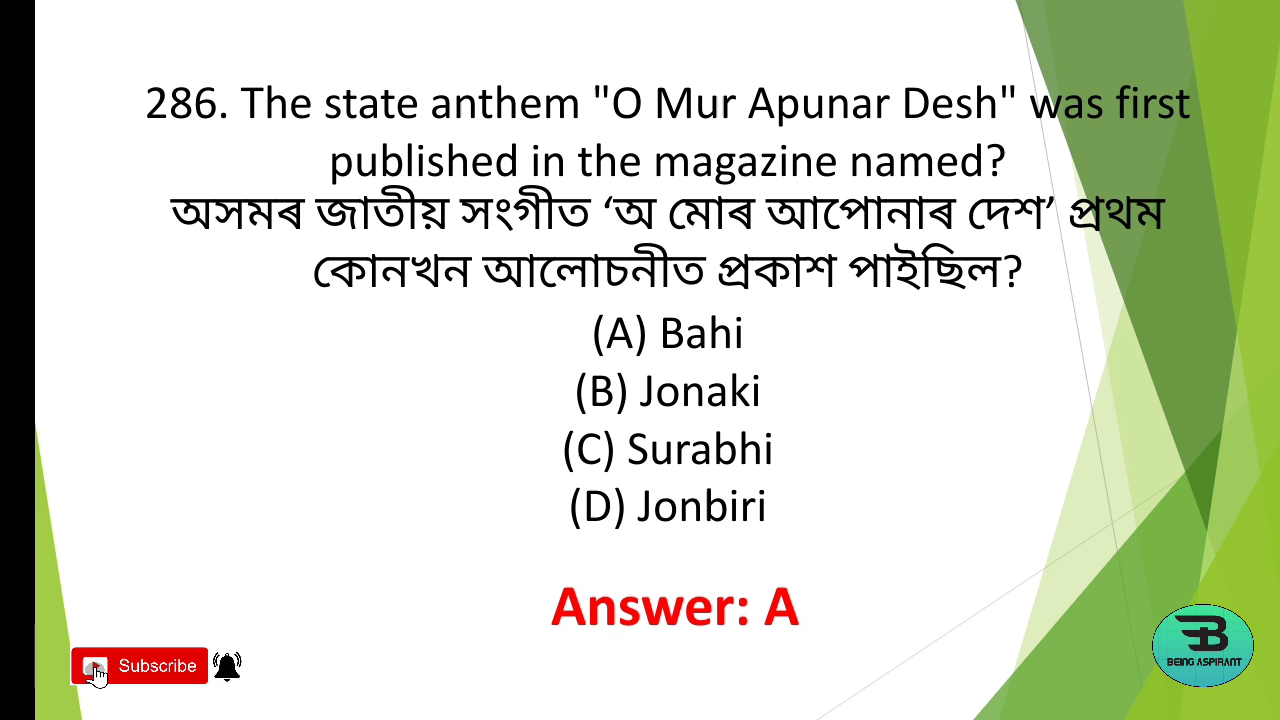 286. The state anthem "O Mur Apunar Desh" was first
published in the magazine named?
অসমৰ জাতীয় সংগীত ‘অ মোৰ আপোনাৰ দেশ’ প্ৰথম
কোনখন আলোচনীত প্ৰকাশ পাইছিল?
(A) Bahi
(B) Jonaki
(C) Surabhi
(D) Jonbiri
Answer: A
Subscribe
BEING ASPIRANT